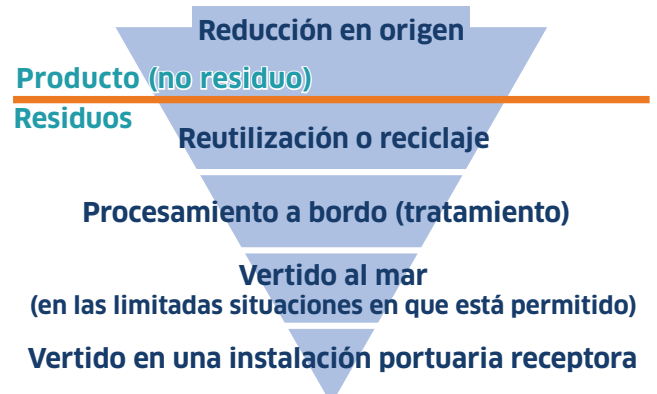 Reducción en origen
Producto (no residuo)
Residuos
Reutilización o reciclaje
Procesamiento a bordo (tratamiento)
Vertido al mar
(en las limitadas situaciones en que está permitido)
Vertido en una instalación portuaria receptora